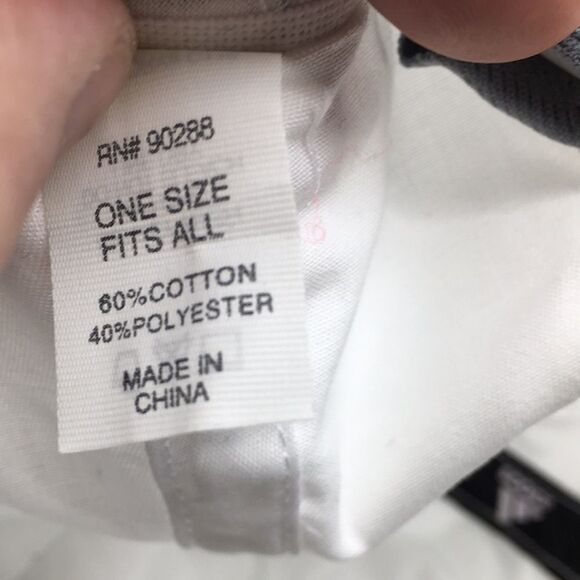 RN# 90288
ONE SIZE
FITS ALL
60%COTTON
40%POLYESTER
MADE IN
CHINA